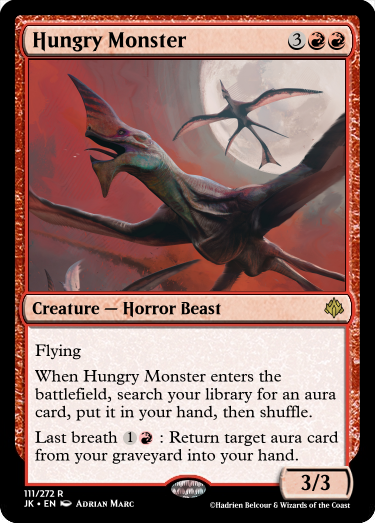 Hungry Monster 3
Creature — Horror Beast
Flying
When Hungry Monster enters the
battlefield, search your library for an aura
card, put it in your hand, then shuffle.
Last breath 1 : Return target aura card
from your graveyard into your hand.
3/3
111/272 R
JK • EN Adrian Marc
©Hadrien Belcour & Wizards of the Coast